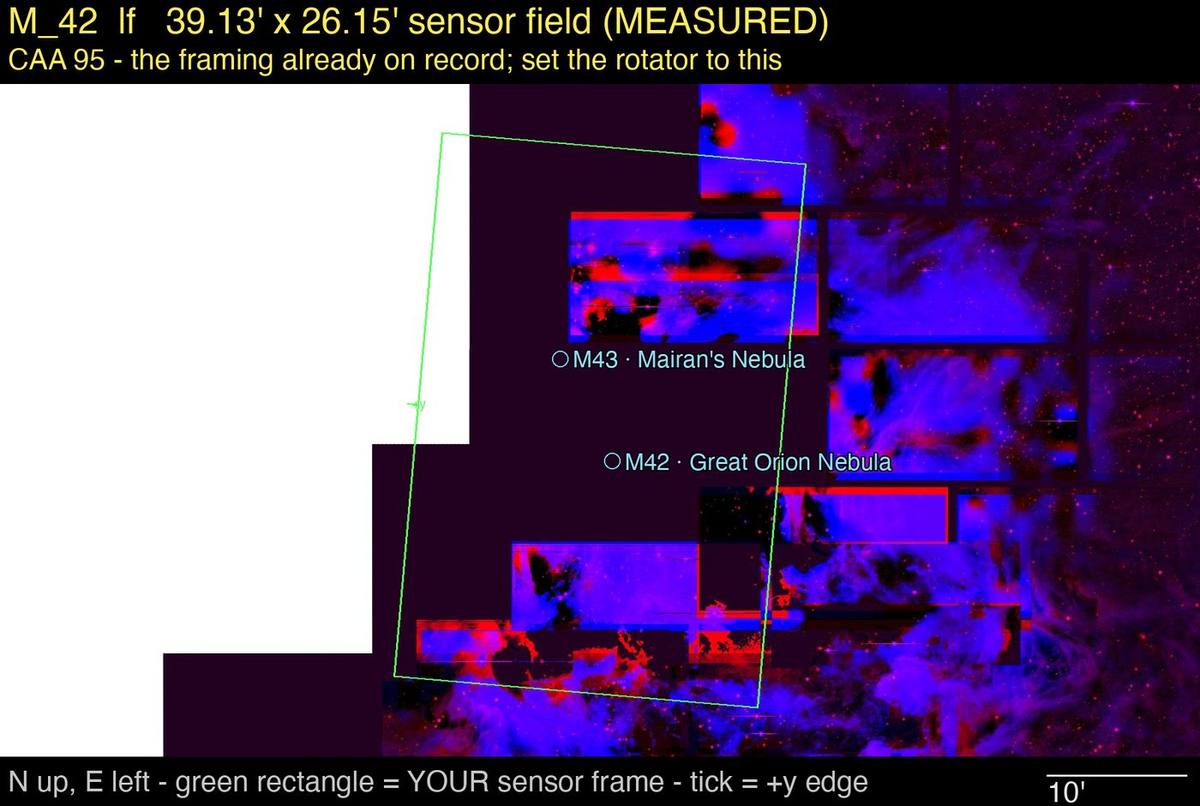 M_42 lf 39.13' x 26.15' sensor field (MEASURED)
CAA 95 - the framing already on record; set the rotator to this
M43 · Mairan's Nebula
+y
M42 · Great Orion Nebula
N up, E left - green rectangle = YOUR sensor frame - tick = +y edge
10'